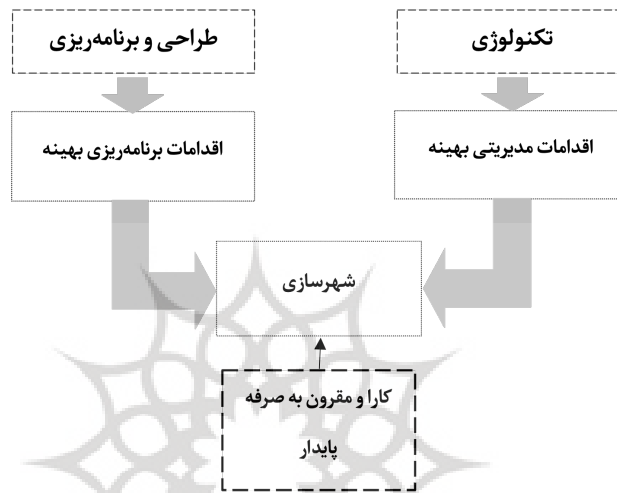 تکنولوژی
طراحی و برنامه‌ریزی
اقدامات مدیریتی بهینه
اقدامات برنامه‌ریزی بهینه
شهرسازی
کارا و مقرون به صرفه
پایدار